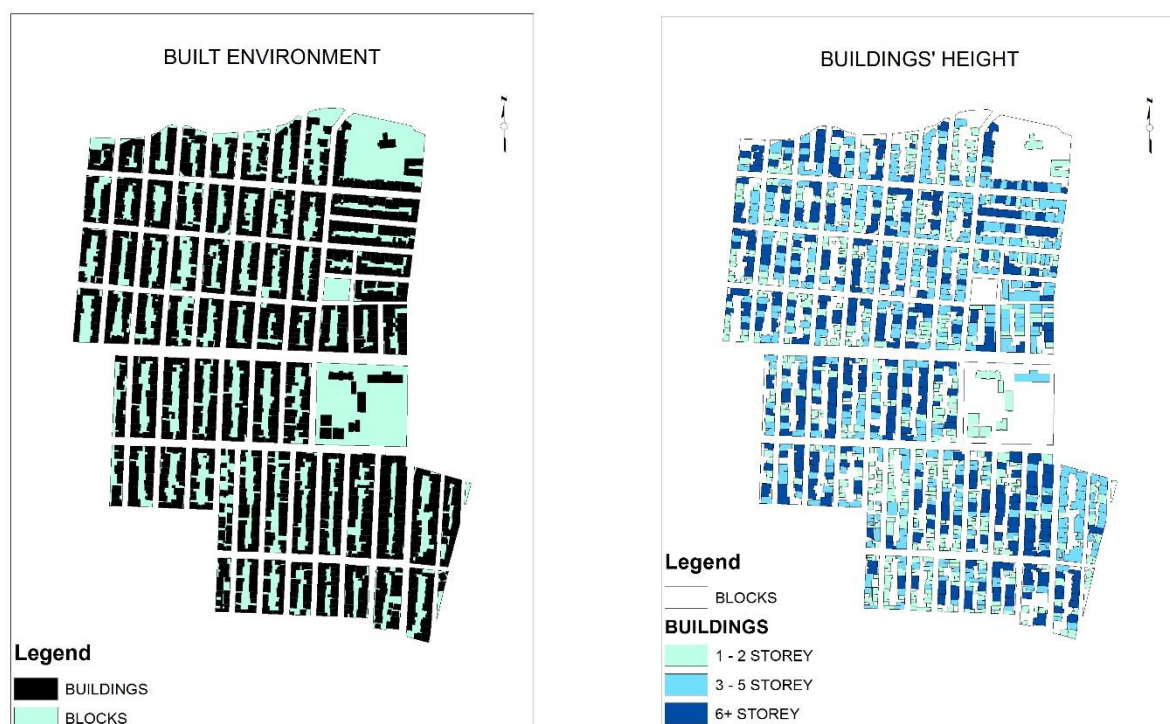 BUILT ENVIRONMENT
N
Legend
BUILDINGS
BLOCKS
BUILDINGS' HEIGHT
N
Legend
BLOCKS
BUILDINGS
1 - 2 STOREY
3 - 5 STOREY
6+ STOREY